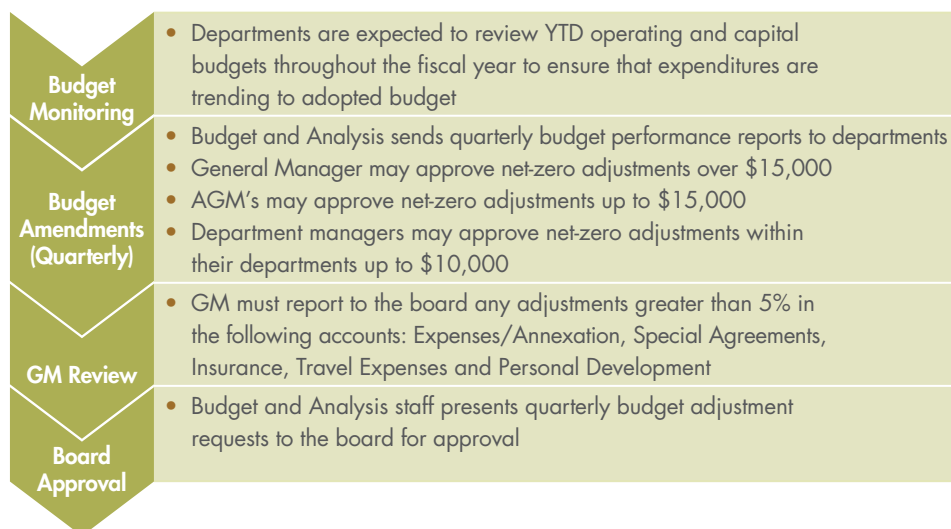 Budget
Monitoring
• Departments are expected to review YTD operating and capital
budgets throughout the fiscal year to ensure that expenditures are
trending to adopted budget
Budget
Amendments
(Quarterly)
• Budget and Analysis sends quarterly budget performance reports to departments
• General Manager may approve net-zero adjustments over $15,000
• AGM's may approve net-zero adjustments up to $15,000
• Department managers may approve net-zero adjustments within
their departments up to $10,000
GM Review
• GM must report to the board any adjustments greater than 5% in
the following accounts: Expenses/Annexation, Special Agreements,
Insurance, Travel Expenses and Personal Development
Board
Approval
• Budget and Analysis staff presents quarterly budget adjustment
requests to the board for approval